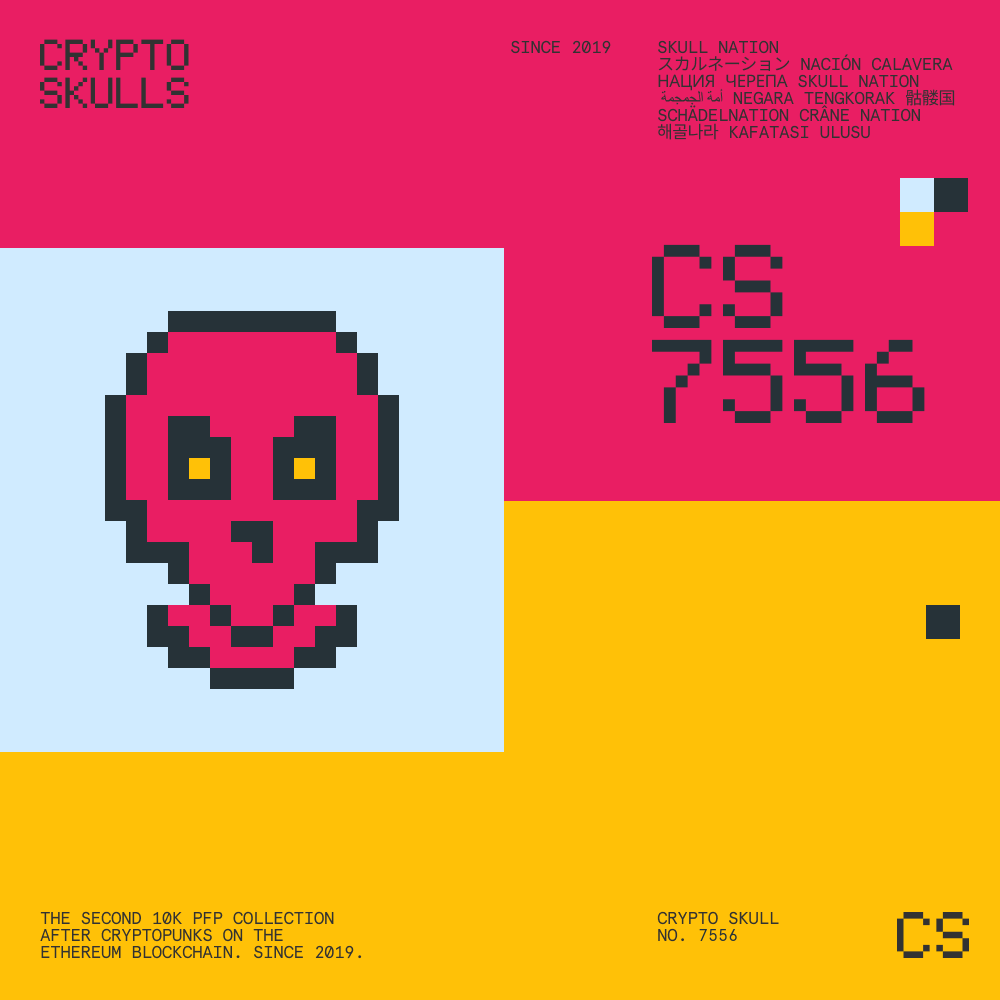 CRYPTO
SKULLS
SINCE 2019
SKULL NATION
スカルネーション NACIÓN CALAVERA
НАЦИЯ ЧЕРЕПА SKULL NATION
أمة الجمجمة NEGARA TENGKORAK 骷髅国
SCHÄDELNATION CRÂNE NATION
해골나라 KAFATASI ULUSU
CS
7556
THE SECOND 10K PFP COLLECTION
AFTER CRYPTOPUNKS ON THE
ETHEREUM BLOCKCHAIN. SINCE 2019.
CRYPTO SKULL
NO. 7556
CS